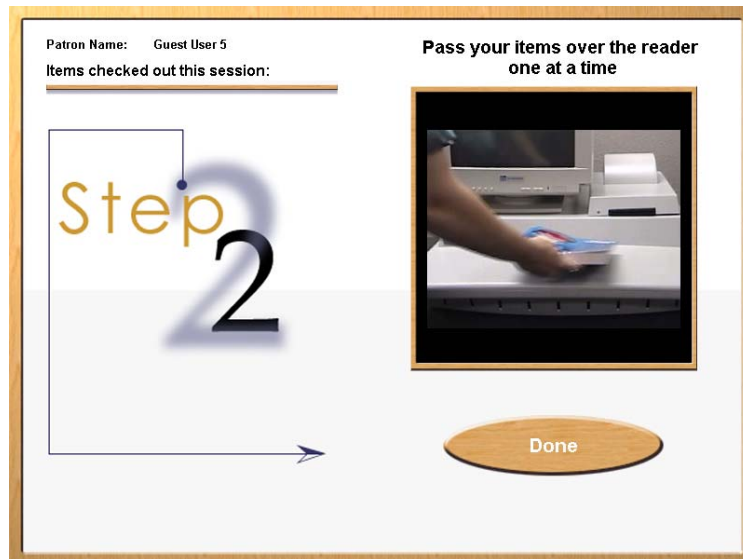 Patron Name: Guest User 5
Items checked out this session:
Pass your items over the reader
one at a time
Step
2
2
Done